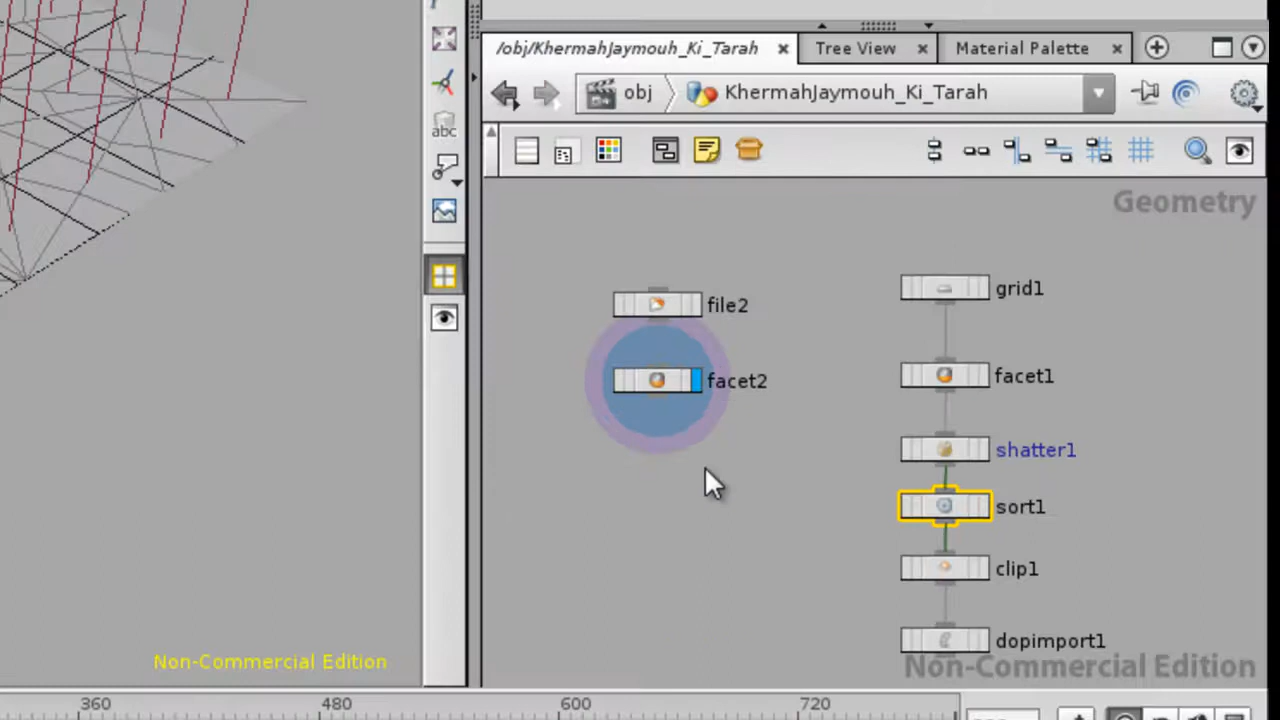 /obj/KhermahJaymouh_Ki_Tarah
Tree View
Material Palette
obj
KhermahJaymouh_Ki_Tarah
abc
Geometry
grid1
file2
facet1
facet2
shatter1
sort1
clip1
dopimport1
Non-Commercial Edition
Non-Commercial Edition
360
480
600
720